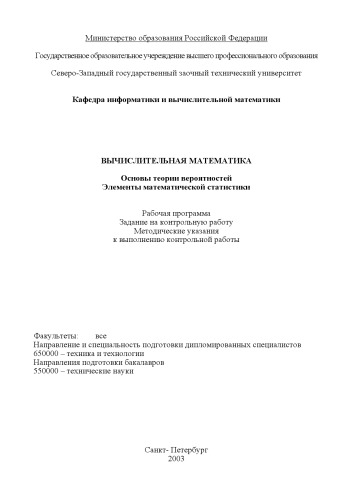 Министерство образования Российской Федерации
Государственное образовательное учереждение высшего профессионального образования
Северо-Западный государственный заочный технический университет
Кафедра информатики и вычислительной математики
ВЫЧИСЛИТЕЛЬНАЯ МАТЕМАТИКА
Основы теории вероятностей
Элементы математической статистики
Рабочая программа
Задание на контрольную работу
Методические указания
к выполнению контрольной работы
Факультеты: все
Направление и специальность подготовки дипломированных специалистов
650000 – техника и технологии
Направления подготовки бакалавров
550000 – технические науки
Санкт- Петербург
2003